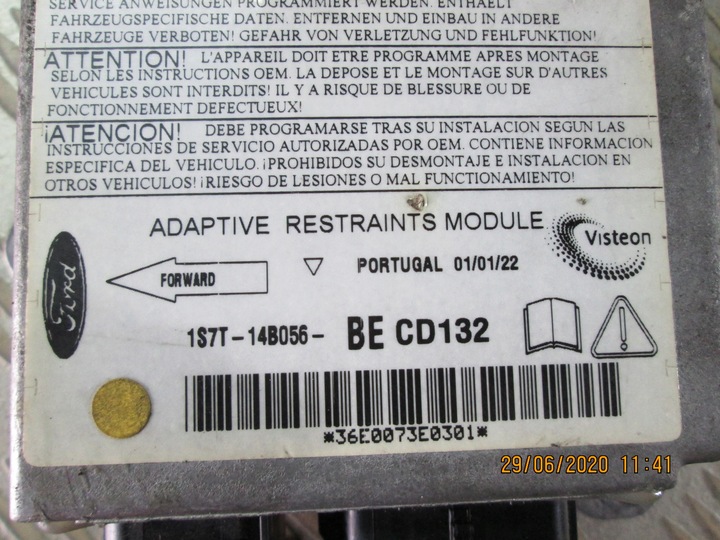 SERVICE ANWEISUNGEN PROGRAMMIERT WERDEN. ENTHAELT
FAHRZEUGSPEZIFISCHE DATEN. ENTFERNEN UND EINBAU IN ANDERE
FAHRZEUGE VERBOTEN! GEFAHR VON VERLETZUNG UND FEHLFUNKTION!
ATTENTION! L'APPAREIL DOIT ETRE PROGRAMME APRES MONTAGE
SELON LES INSTRUCTIONS OEM. LA DEPOSE ET LE MONTAGE SUR D'AUTRES
VEHICULES SONT INTERDITS! IL Y A RISQUE DE BLESSURE OU DE
FONCTIONNEMENT DEFECTUEUX!
¡ATENCION! DEBE PROGRAMARSE TRAS SU INSTALACION SEGUN LAS
INSTRUCCIONES DE SERVICIO AUTORIZADAS POR OEM. CONTIENE INFORMACION
ESPECIFICA DEL VEHICULO. ¡PROHIBIDOS SU DESMONTAJE E INSTALACION EN
OTROS VEHICULOS! ¡RIESGO DE LESIONES O MAL FUNCTIONAMIENTO!
ADAPTIVE RESTRAINTS MODULE
Visteon
Ford
FORWARD
PORTUGAL 01/01/22
1S7T-14B056- BE CD132
*36E0073E0301*
29/06/2020 11:41